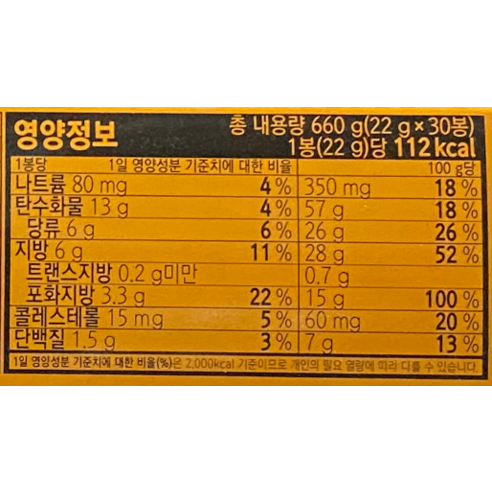 영양정보 총 내용량 660 g(22 g×30봉)
1봉(22 g)당 112 kcal
1봉당 1일 영양성분 기준치에 대한 비율 100 g당
나트륨 80 mg 4 % 350 mg 18 %
탄수화물 13 g 4 % 57 g 18 %
당류 6 g 6 % 26 g 26 %
지방 6 g 11 % 28 g 52 %
트랜스지방 0.2 g미만 0.7 g
포화지방 3.3 g 22 % 15 g 100 %
콜레스테롤 15 mg 5 % 60 mg 20 %
단백질 1.5 g 3 % 7 g 13 %
1일 영양성분 기준치에 대한 비율(%)은 2,000kcal 기준이므로 개인의 필요 열량에 따라 다를 수 있습니다.